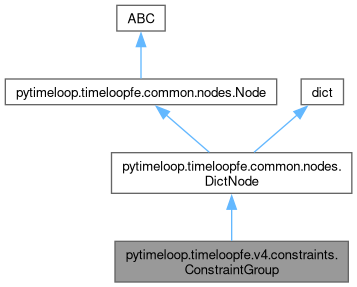 ABC
pytimeloop.timeloopfe.common.nodes.Node
dict
pytimeloop.timeloopfe.common.nodes.
DictNode
pytimeloop.timeloopfe.v4.constraints.
ConstraintGroup